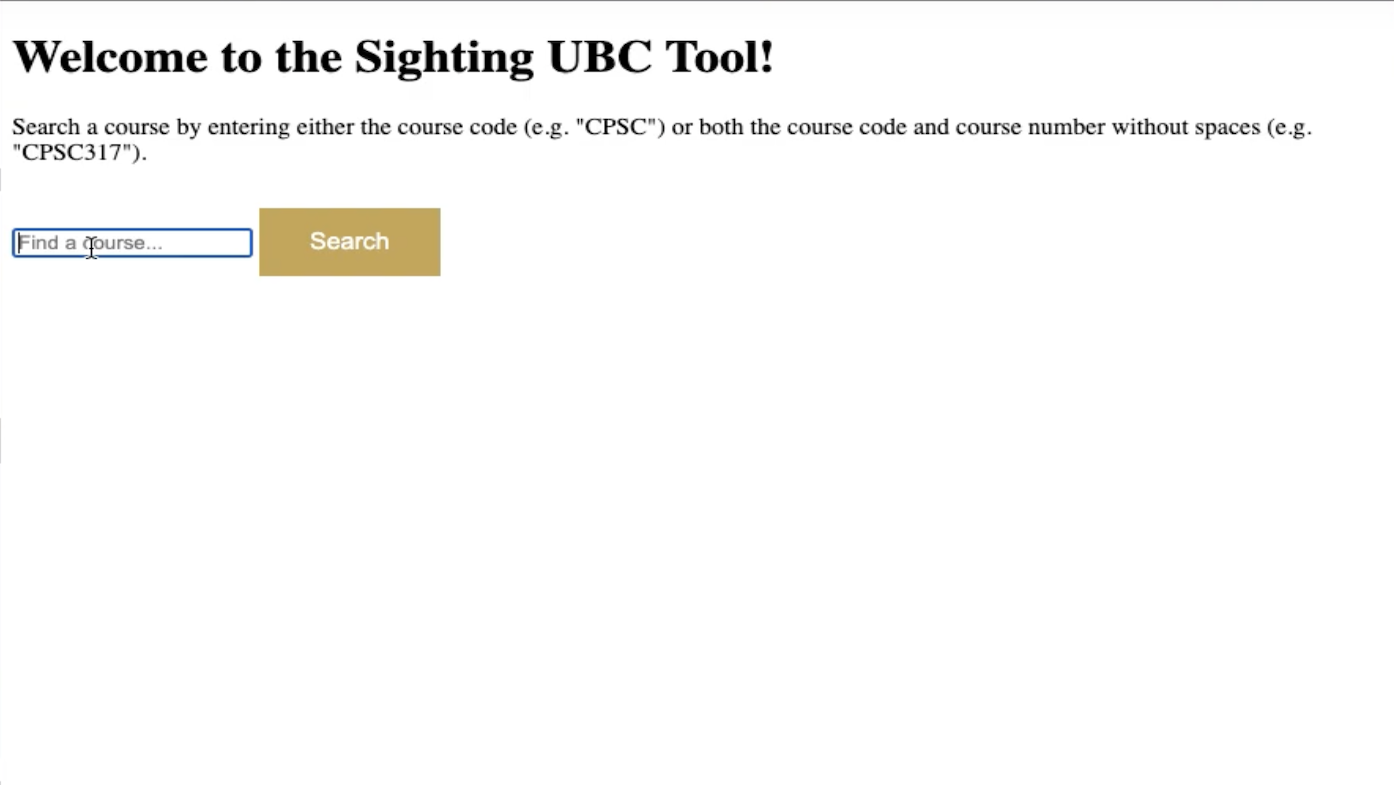 Welcome to the Sighting UBC Tool!
Search a course by entering either the course code (e.g. "CPSC") or both the course code and course number without spaces (e.g.
"CPSC317").
Find a course...
Search